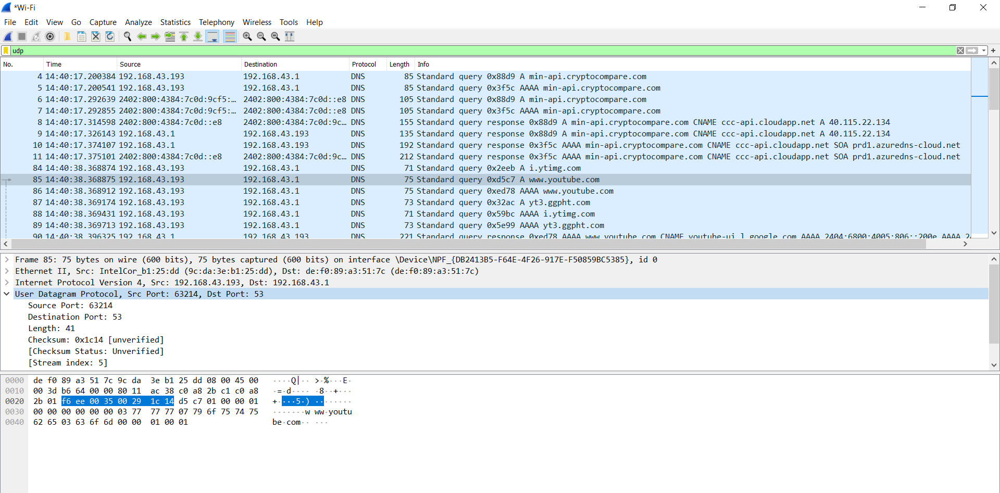 *Wi-Fi
File Edit View Go Capture Analyze Statistics Telephony Wireless Tools Help
udp
No. Time Source Destination Protocol Length Info
4 14:40:17.200384 192.168.43.193 192.168.43.1 DNS 85 Standard query 0x88d9 A min-api.cryptocompare.com
5 14:40:17.200541 192.168.43.193 192.168.43.1 DNS 85 Standard query 0x3f5c AAAA min-api.cryptocompare.com
6 14:40:17.292639 2402:800:4384:7c0d:9cf5:… 2402:800:4384:7c0d::e8 DNS 105 Standard query 0x88d9 A min-api.cryptocompare.com
7 14:40:17.292855 2402:800:4384:7c0d:9cf5:… 2402:800:4384:7c0d::e8 DNS 105 Standard query 0x3f5c AAAA min-api.cryptocompare.com
8 14:40:17.314598 2402:800:4384:7c0d::e8 2402:800:4384:7c0d:9c… DNS 155 Standard query response 0x88d9 A min-api.cryptocompare.com CNAME ccc-api.cloudapp.net A 40.115.22.134
9 14:40:17.326143 192.168.43.1 192.168.43.193 DNS 135 Standard query response 0x88d9 A min-api.cryptocompare.com CNAME ccc-api.cloudapp.net A 40.115.22.134
10 14:40:17.374107 192.168.43.1 192.168.43.193 DNS 192 Standard query response 0x3f5c AAAA min-api.cryptocompare.com CNAME ccc-api.cloudapp.net SOA prd1.azuredns-cloud.net
11 14:40:17.375101 2402:800:4384:7c0d::e8 2402:800:4384:7c0d:9c… DNS 212 Standard query response 0x3f5c AAAA min-api.cryptocompare.com CNAME ccc-api.cloudapp.net SOA prd1.azuredns-cloud.net
84 14:40:38.368874 192.168.43.193 192.168.43.1 DNS 71 Standard query 0x2eeb A i.ytimg.com
85 14:40:38.368875 192.168.43.193 192.168.43.1 DNS 75 Standard query 0xd5c7 A www.youtube.com
86 14:40:38.368912 192.168.43.193 192.168.43.1 DNS 75 Standard query 0xed78 AAAA www.youtube.com
87 14:40:38.369174 192.168.43.193 192.168.43.1 DNS 73 Standard query 0x32ac A yt3.ggpht.com
88 14:40:38.369431 192.168.43.193 192.168.43.1 DNS 71 Standard query 0x59bc AAAA i.ytimg.com
89 14:40:38.369713 192.168.43.193 192.168.43.1 DNS 73 Standard query 0x5e99 AAAA yt3.ggpht.com
90 14:40:38.396325 192.168.43.1 192.168.43.193 DNS 221 Standard query response 0xed78 AAAA www.youtube.com CNAME youtube-ui.l.google.com AAAA 2404:6800:4005:806::200e AAAA
Frame 85: 75 bytes on wire (600 bits), 75 bytes captured (600 bits) on interface \Device\NPF_{DB2413B5-F64E-4F26-917E-F50859BC5385}, id 0
Ethernet II, Src: IntelCor_b1:25:dd (9c:da:3e:b1:25:dd), Dst: de:f0:89:a3:51:7c (de:f0:89:a3:51:7c)
Internet Protocol Version 4, Src: 192.168.43.193, Dst: 192.168.43.1
User Datagram Protocol, Src Port: 63214, Dst Port: 53
Source Port: 63214
Destination Port: 53
Length: 41
Checksum: 0x1c14 [unverified]
[Checksum Status: Unverified]
[Stream index: 5]
0000 de f0 89 a3 51 7c 9c da 3e b1 25 dd 08 00 45 00 ····Q|·· >·%···E·
0010 00 3d b6 64 00 00 80 11 ac 38 c0 a8 2b c1 c0 a8 ·=·d···· ·8··+···
0020 2b 01 f6 ee 00 35 00 29 1c 14 d5 c7 01 00 00 01 +····5·) ········
0030 00 00 00 00 00 00 03 77 77 77 07 79 6f 75 74 75 ·······w ww·youtu
0040 62 65 03 63 6f 6d 00 00 01 00 01 be·com·· ···